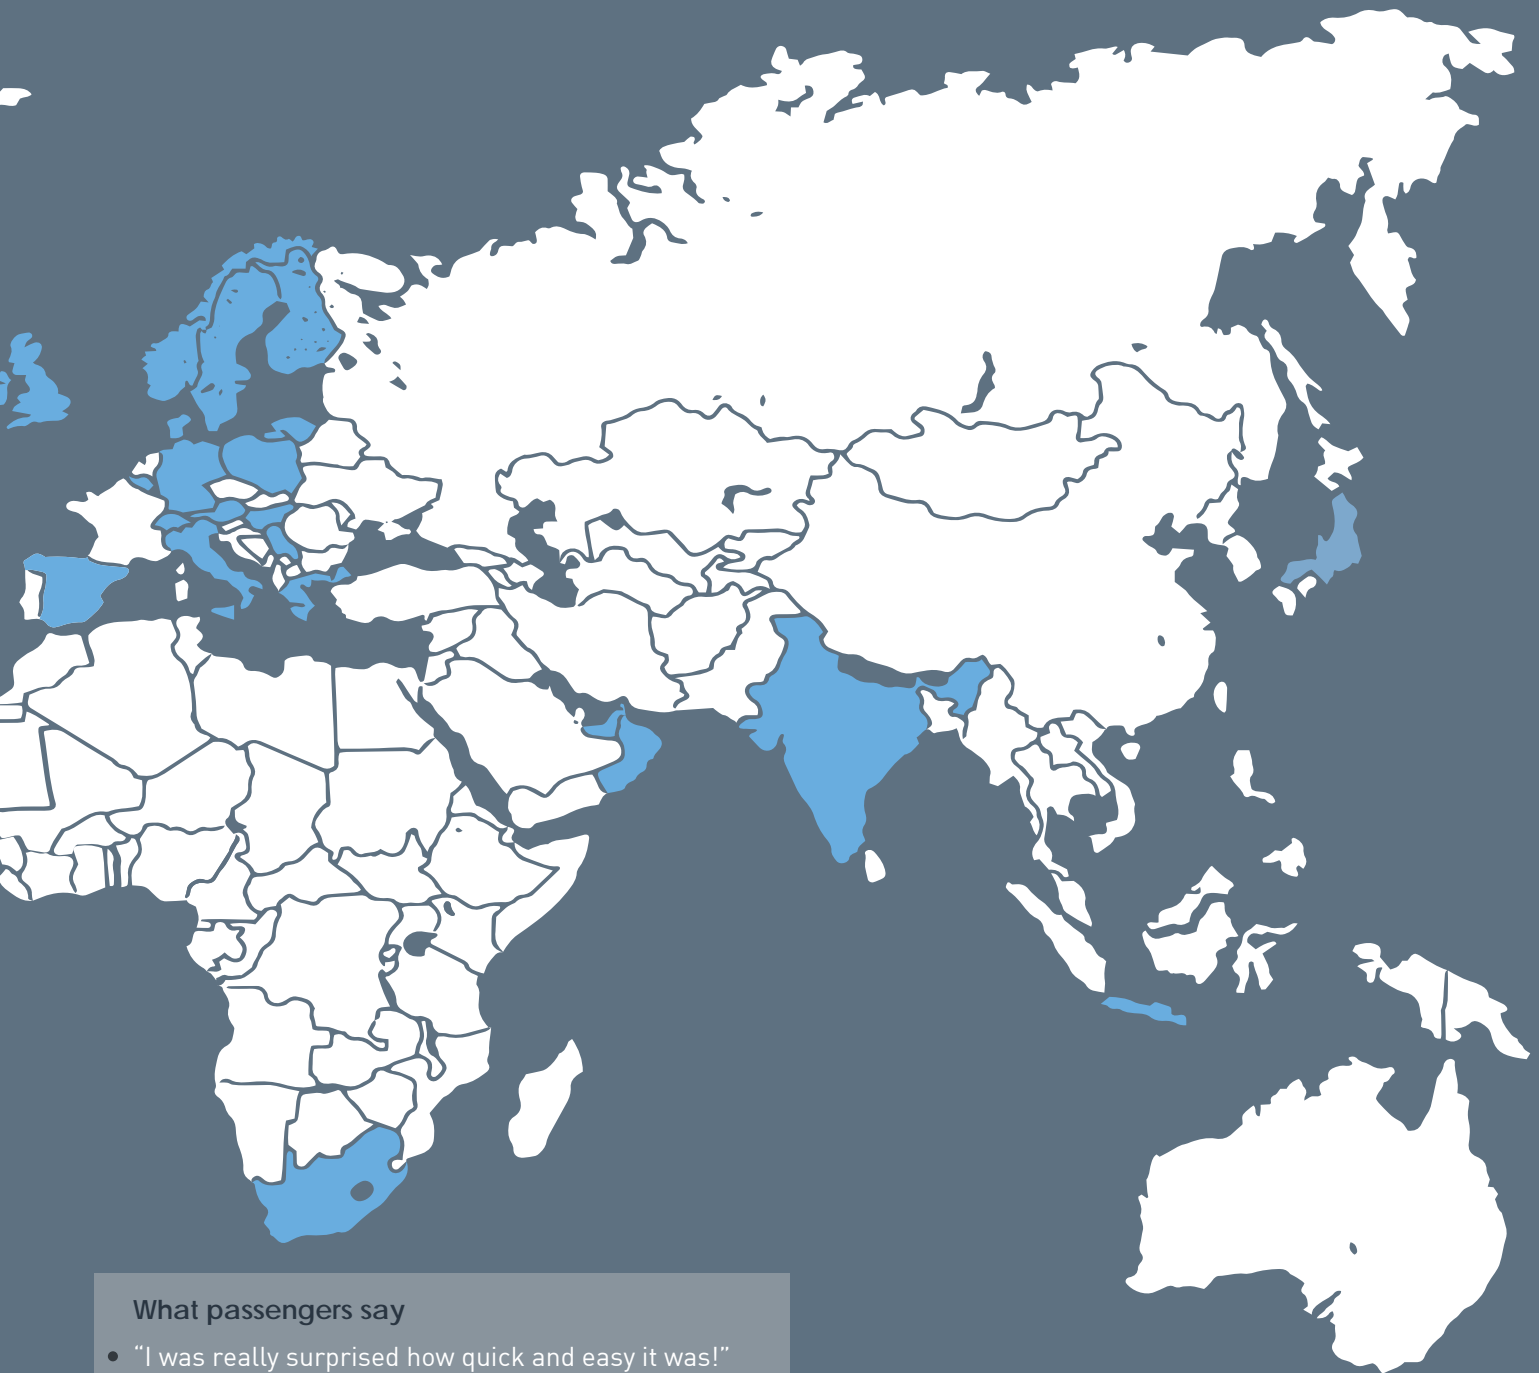 What passengers say
• “I was really surprised how quick and easy it was!”